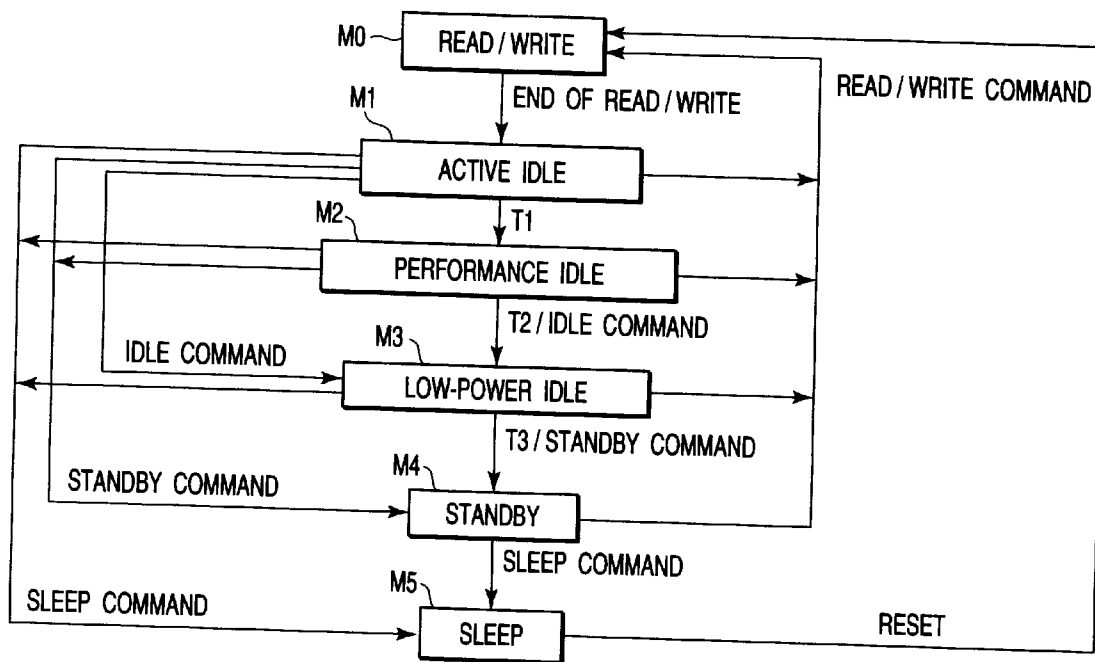 M0
READ / WRITE
END OF READ / WRITE
READ / WRITE COMMAND
M1
ACTIVE IDLE
T1
M2
PERFORMANCE IDLE
T2 / IDLE COMMAND
IDLE COMMAND
M3
LOW-POWER IDLE
T3 / STANDBY COMMAND
STANDBY COMMAND
M4
STANDBY
SLEEP COMMAND
SLEEP COMMAND
M5
SLEEP
RESET